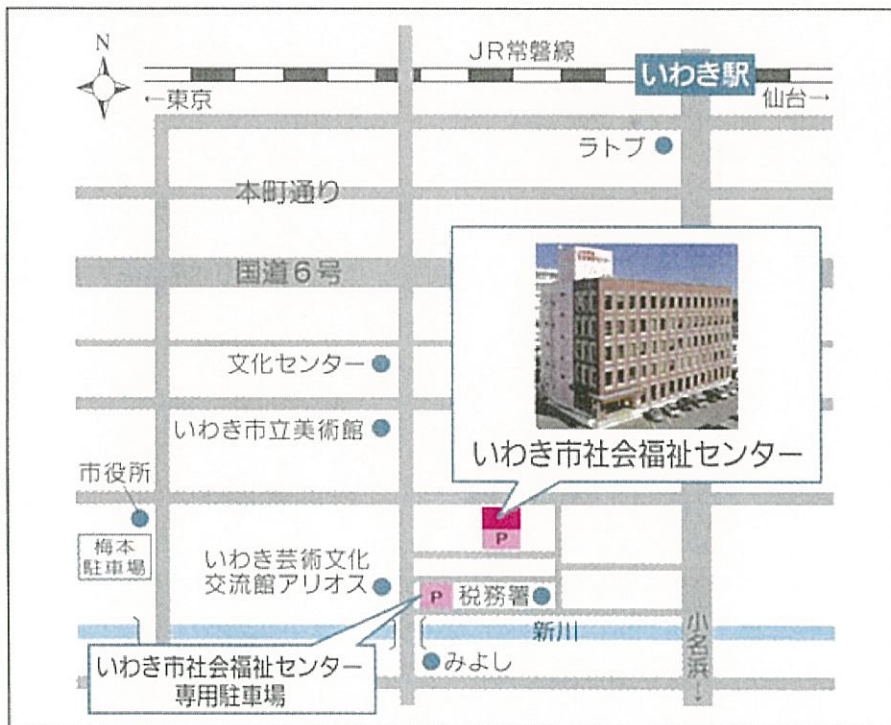 N
JR常磐線
いわき駅
←東京
仙台→
ラトブ
本町通り
国道6号
文化センター
いわき市立美術館
いわき市社会福祉センター
市役所
梅本
駐車場
P
いわき芸術文化
交流館アリオス
P
税務署
新川
小名浜→
いわき市社会福祉センター
専用駐車場
みよし